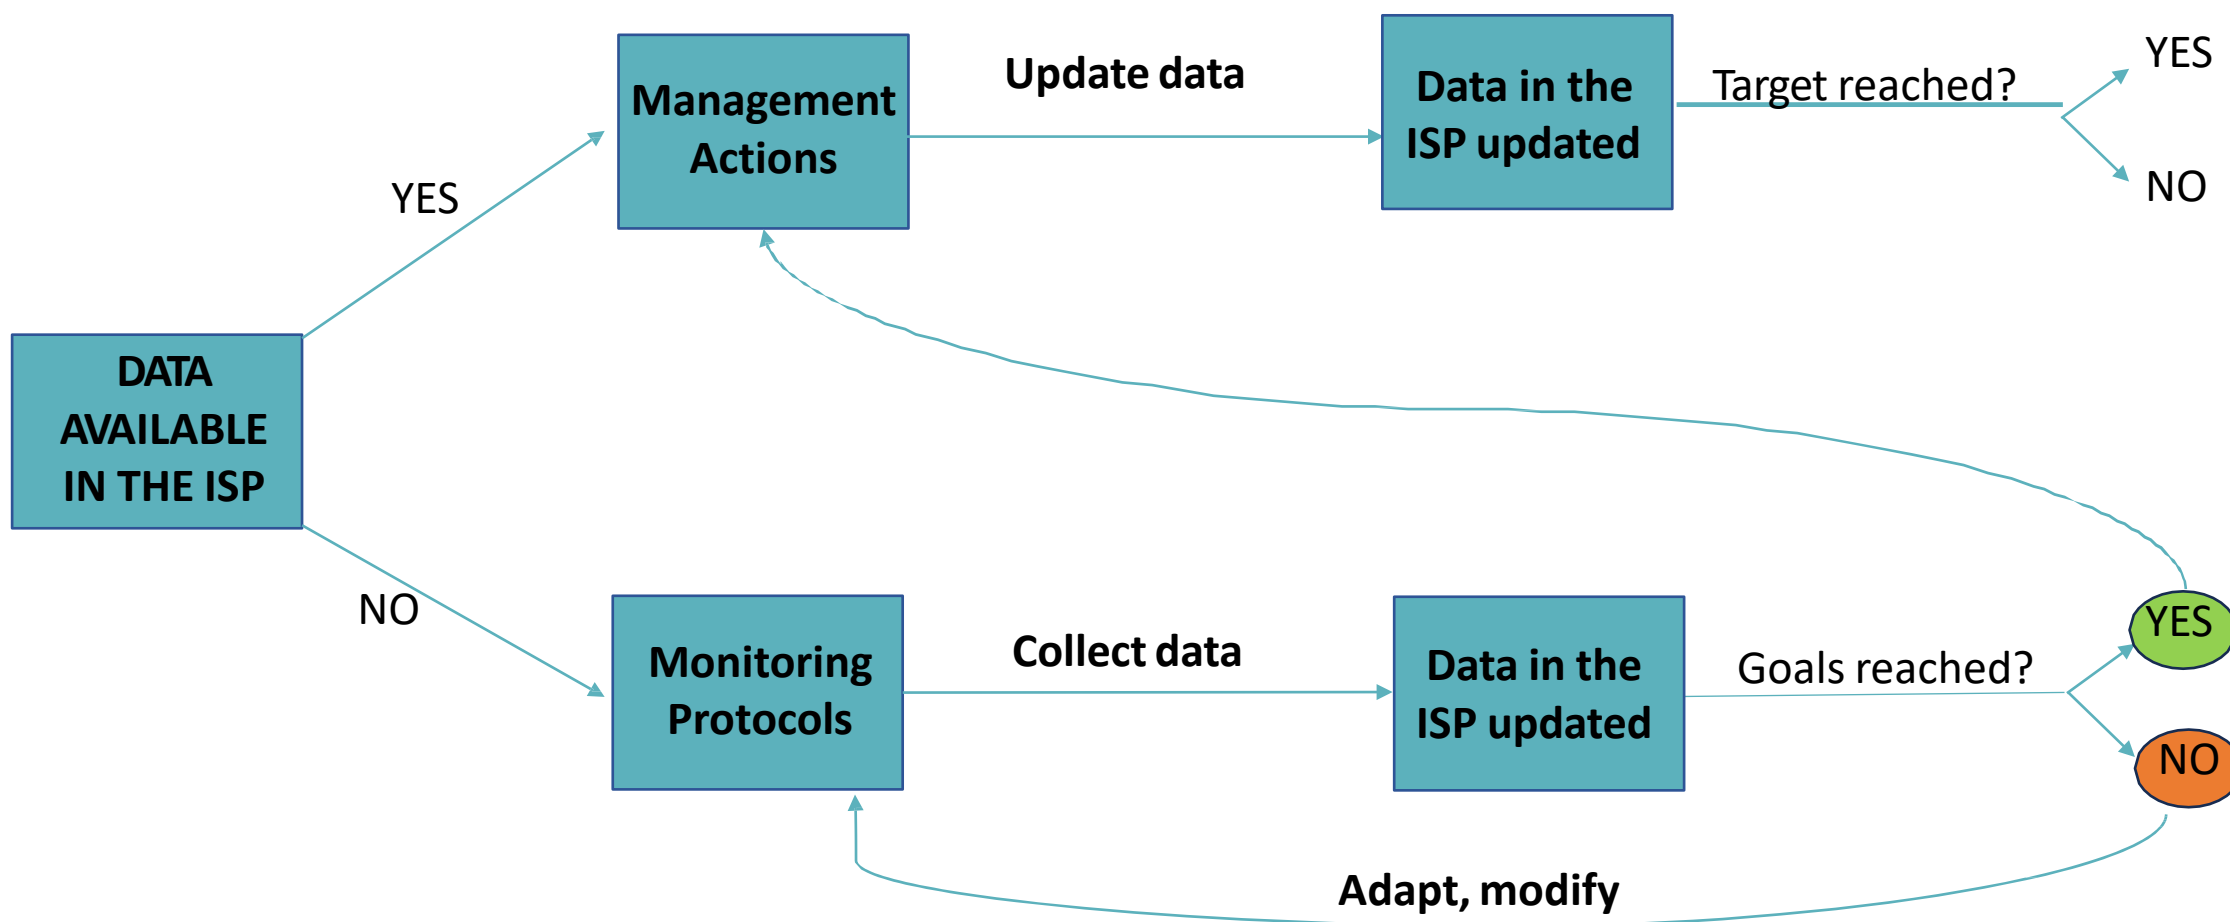 YES
Management
Actions
Update data
Data in the
ISP updated
Target reached?
YES
NO
DATA
AVAILABLE
IN THE ISP
NO
Monitoring
Protocols
Collect data
Data in the
ISP updated
Goals reached?
YES
NO
Adapt, modify